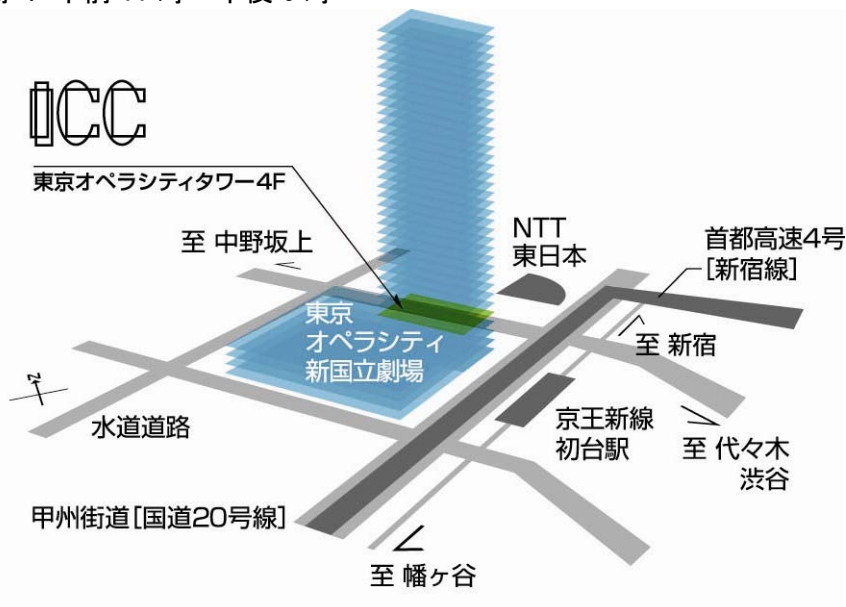 ICC
東京オペラシティタワー4F
至 中野坂上
NTT
東日本
首都高速4号
[新宿線]
東京
オペラシティ
新国立劇場
至 新宿
N
水道道路
京王新線
初台駅
至 代々木
渋谷
甲州街道[国道20号線]
至 幡ヶ谷